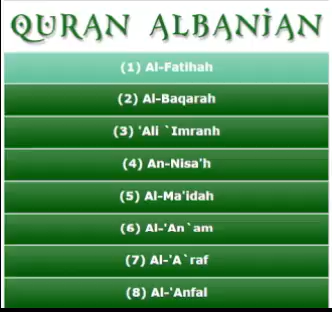 QURAN ALBANIAN
(1) Al-Fatihah
(2) Al-Baqarah
(3) 'Ali `Imranh
(4) An-Nisa'h
(5) Al-Ma'idah
(6) Al-'An`am
(7) Al-'A`raf
(8) Al-'Anfal